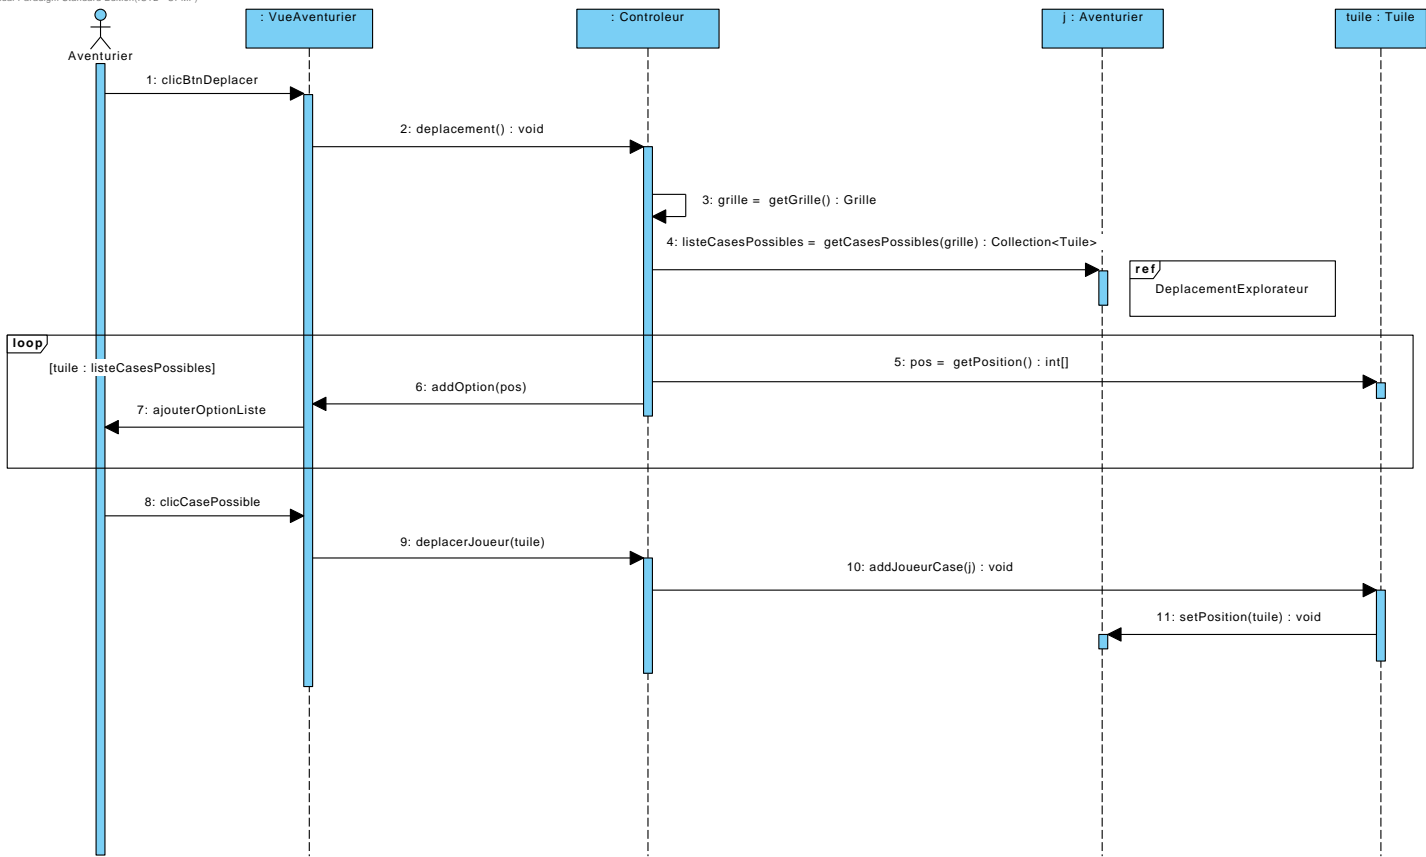 : VueAventurier
: Controleur
j : Aventurier
tuile : Tuile
Aventurier
1: clicBtnDeplacer
2: deplacement() : void
3: grille = getGrille() : Grille
4: listeCasesPossibles = getCasesPossibles(grille) : Collection<Tuile>
ref
DeplacementExplorateur
loop
[tuile : listeCasesPossibles]
5: pos = getPosition() : int[]
6: addOption(pos)
7: ajouterOptionListe
8: clicCasePossible
9: deplacerJoueur(tuile)
10: addJoueurCase(j) : void
11: setPosition(tuile) : void